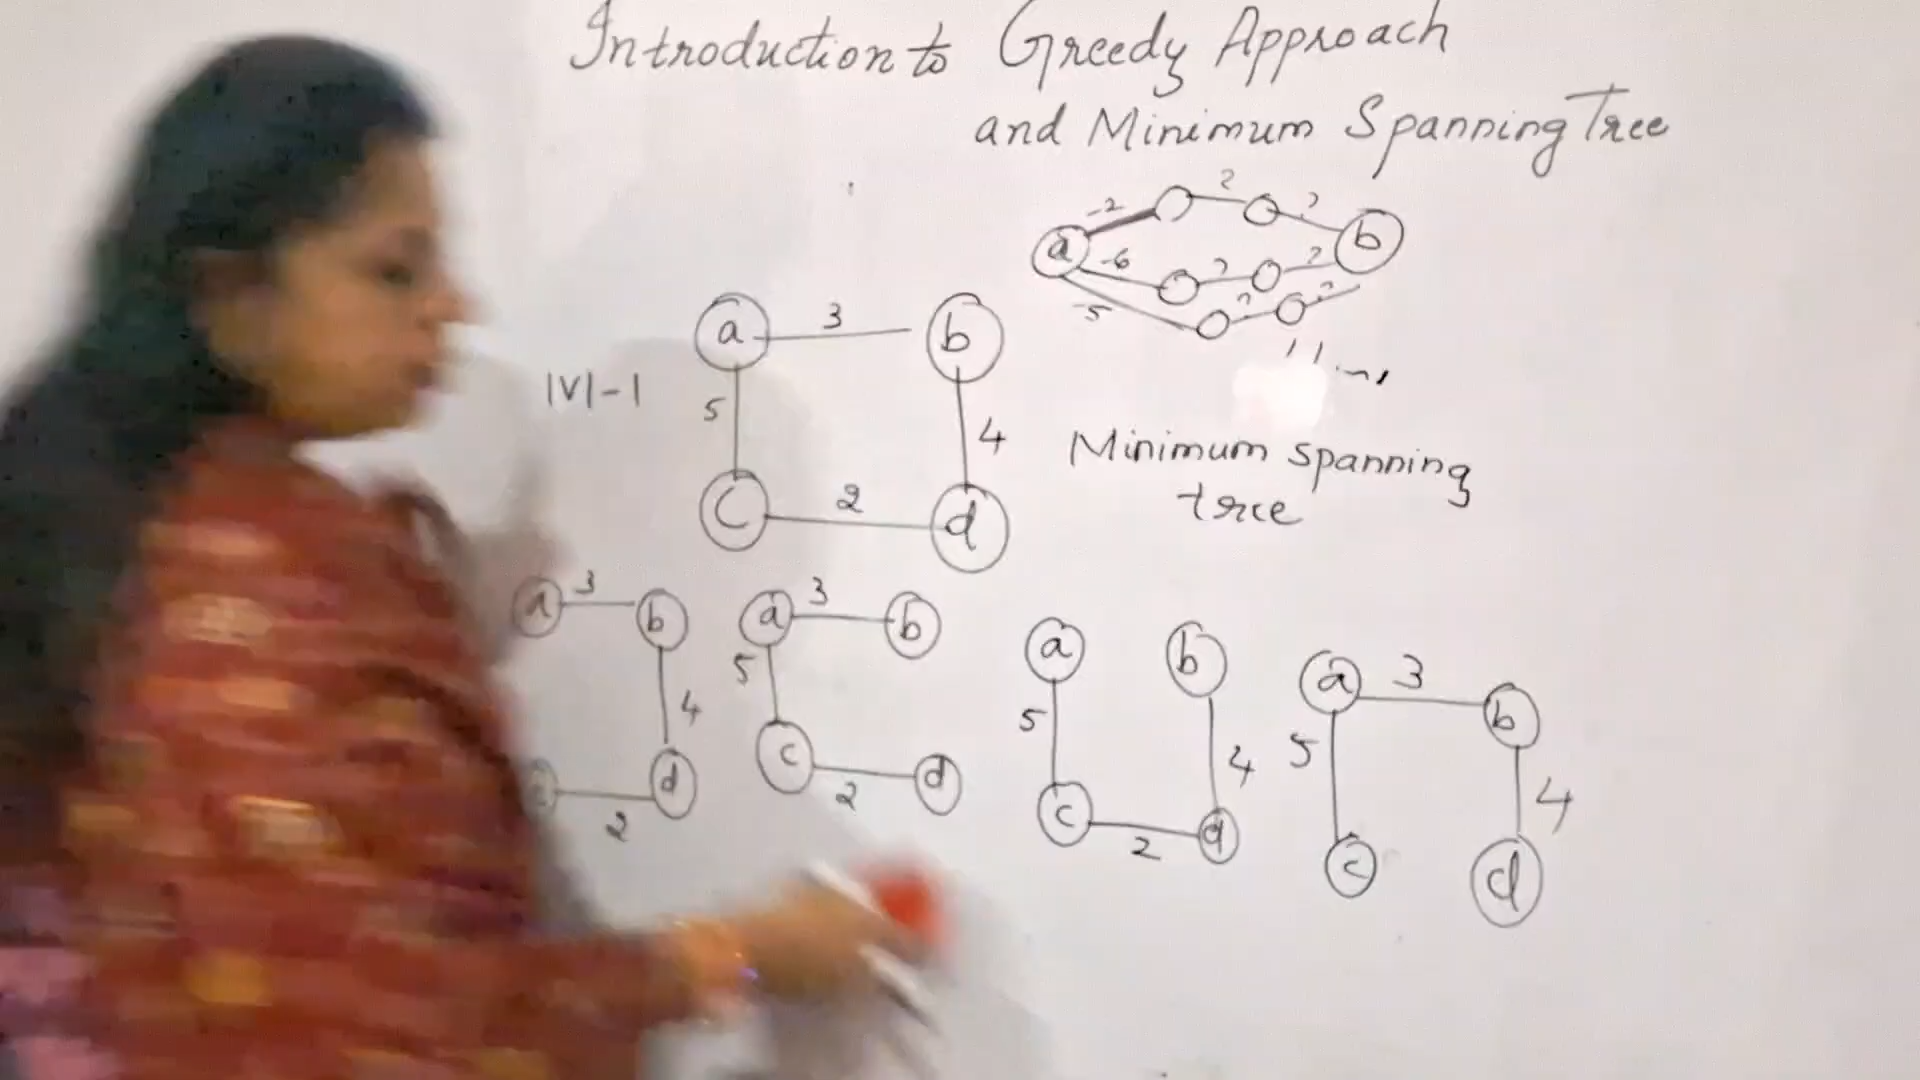 Introduction to Greedy Approach
and Minimum Spanning Tree
2
-2 ?
a b
-6 ? ?
-5 ? ?
3
a b
|V|-1
5 4
Minimum spanning
tree
2
c d
3 3
a b a b a b a 3 b
5
4 5 4 5 4
c d c d c d
2 2 2 c d